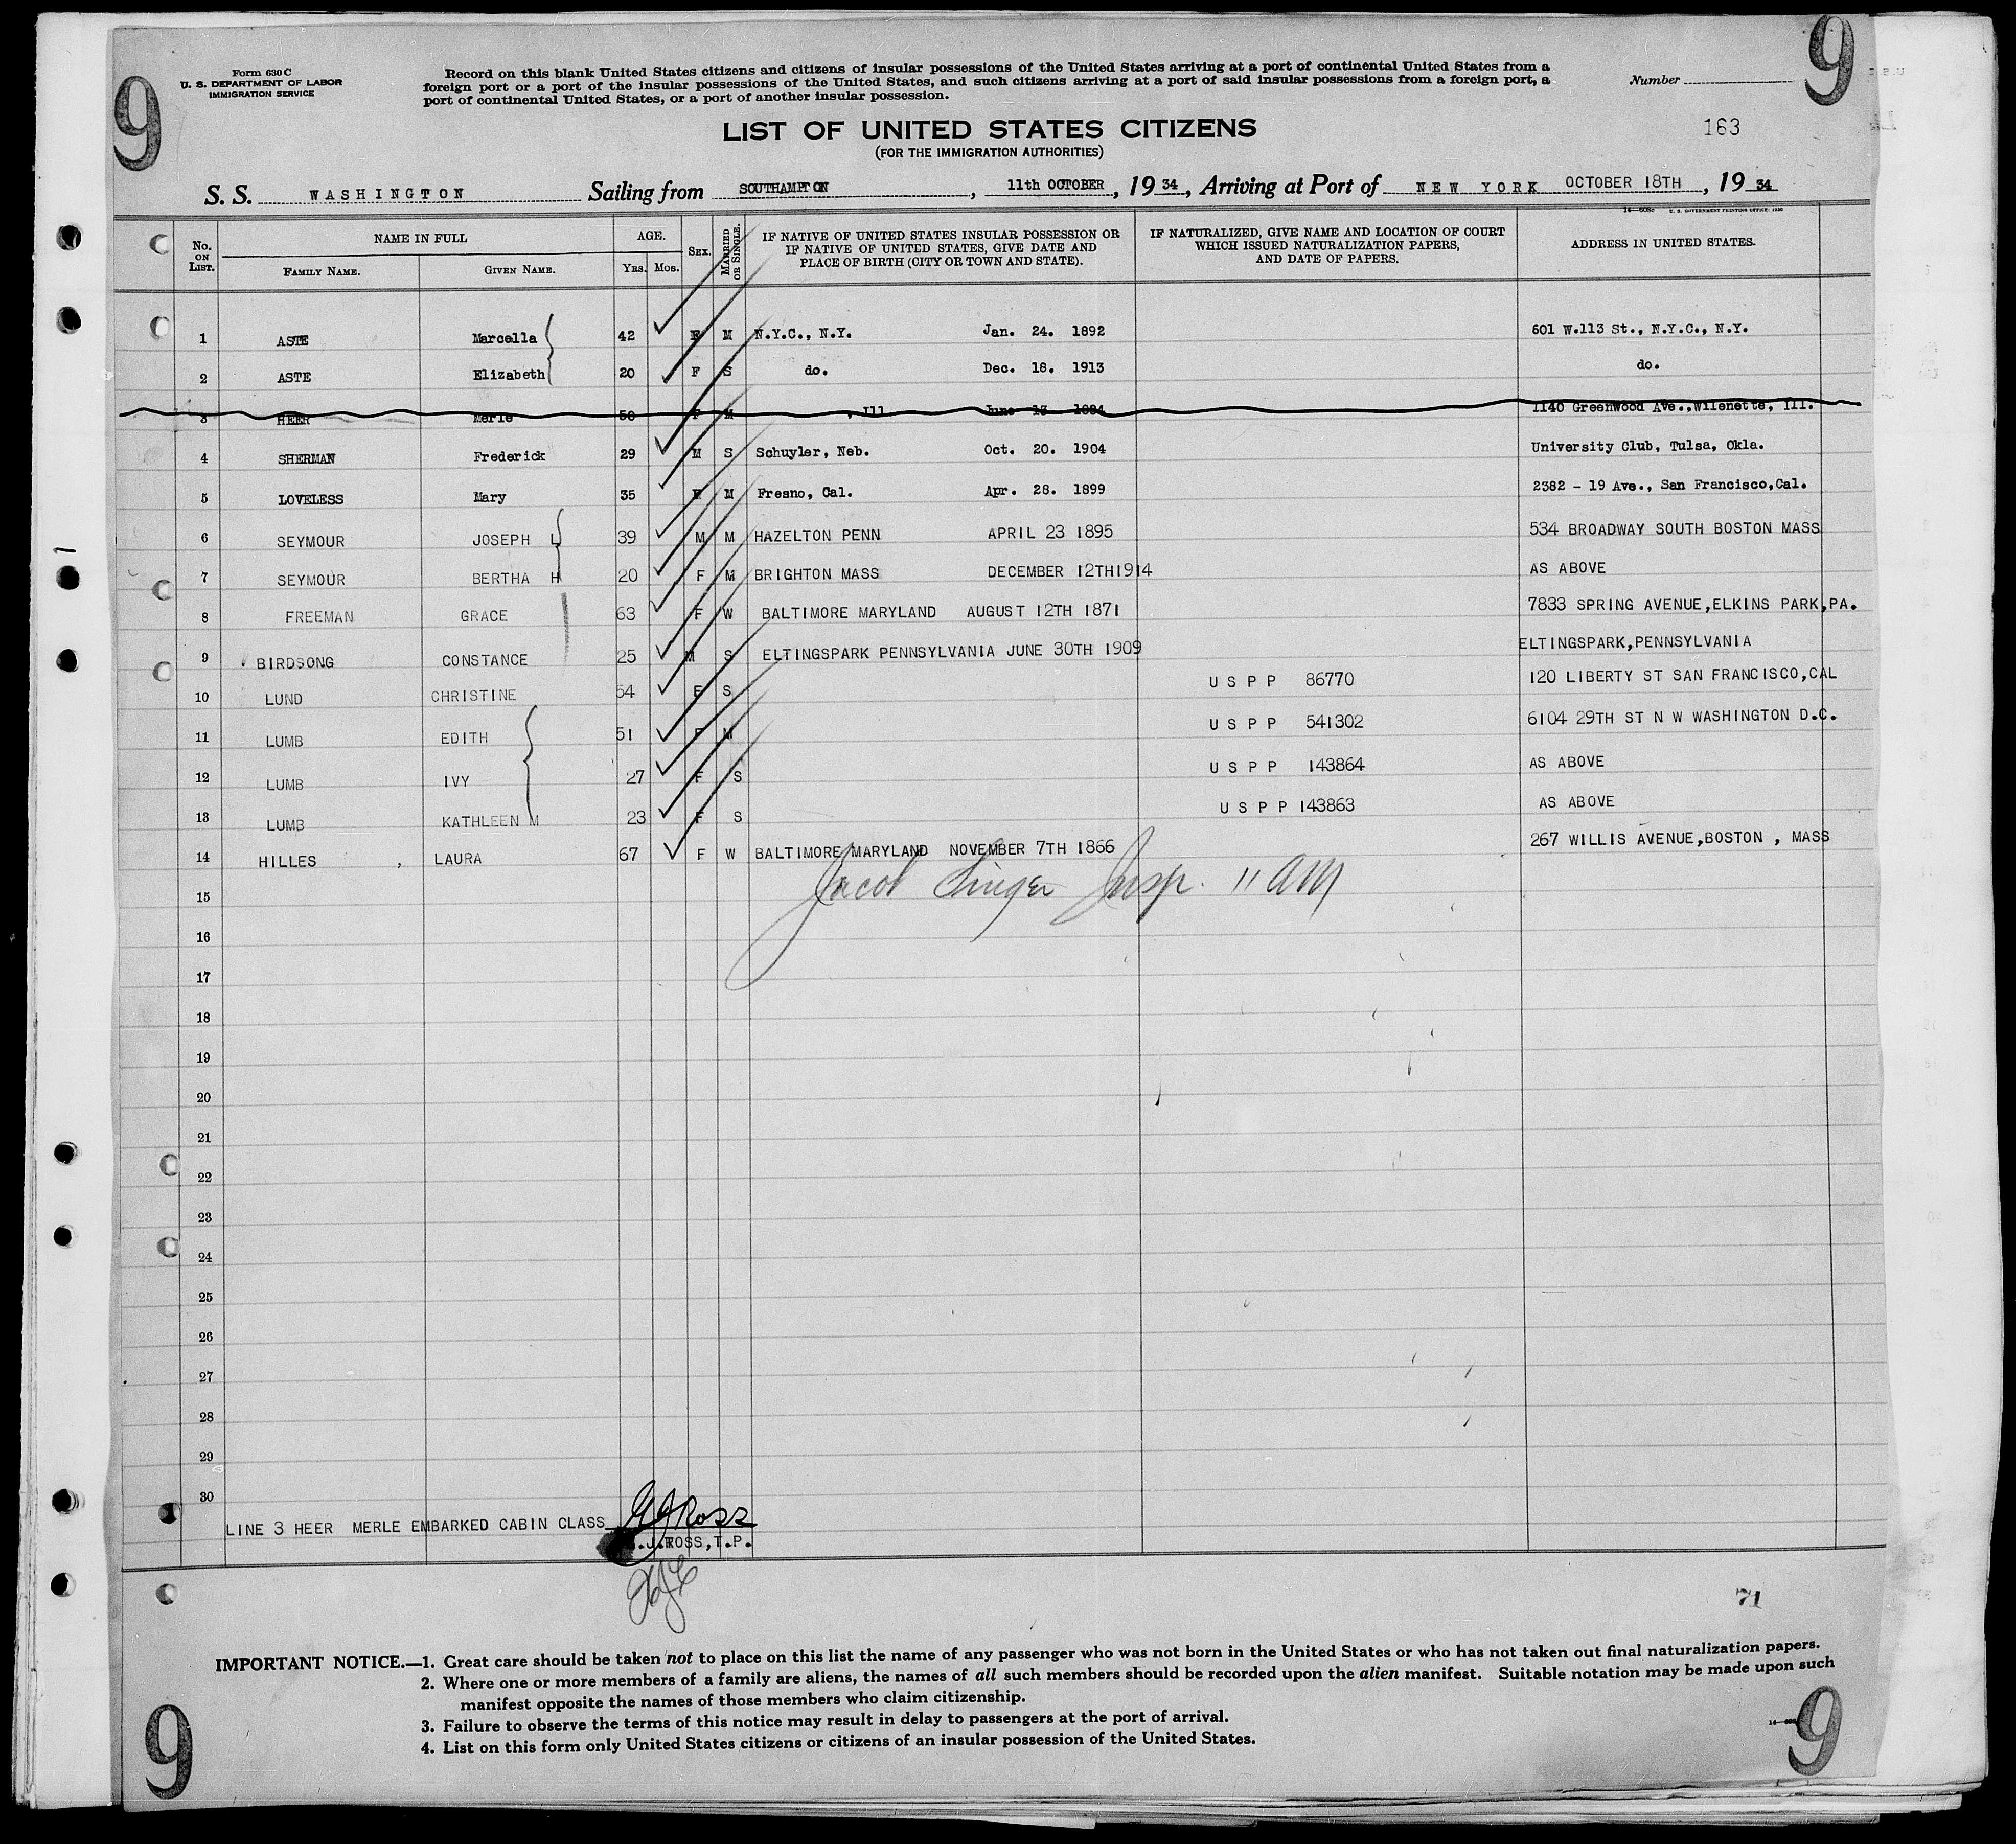 9
9
Form 630 C
U. S. DEPARTMENT OF LABOR
IMMIGRATION SERVICE
Record on this blank United States citizens and citizens of insular possessions of the United States arriving at a port of continental United States from a
foreign port or a port of the insular possessions of the United States, and such citizens arriving at a port of said insular possessions from a foreign port, a
port of continental United States, or a port of another insular possession.
Number
LIST OF UNITED STATES CITIZENS
(FOR THE IMMIGRATION AUTHORITIES)
163
S. S. WASHINGTON Sailing from SOUTHAMPTON, 11th OCTOBER, 19 34, Arriving at Port of NEW YORK OCTOBER 18TH, 19 34
U. S. GOVERNMENT PRINTING OFFICE: 1930
No. ON LIST. NAME IN FULL FAMILY NAME. GIVEN NAME. AGE. YRS. MOS. SEX. MARRIED OR SINGLE. IF NATIVE OF UNITED STATES INSULAR POSSESSION OR IF NATIVE OF UNITED STATES, GIVE DATE AND PLACE OF BIRTH (CITY OR TOWN AND STATE). IF NATURALIZED, GIVE NAME AND LOCATION OF COURT WHICH ISSUED NATURALIZATION PAPERS, AND DATE OF PAPERS. ADDRESS IN UNITED STATES.
1 ASTE Marcella 42 F M N.Y.C., N.Y. Jan. 24. 1892 601 W.113 St., N.Y.C., N.Y.
2 ASTE Elizabeth 20 F S do. Dec. 18. 1913 do.
3 HEER Merle 50 F M , Ill June 13 1884 1140 Greenwood Ave.,Wilenette, Ill.
4 SHERMAN Frederick 29 M S Schuyler, Neb. Oct. 20. 1904 University Club, Tulsa, Okla.
5 LOVELESS Mary 35 F M Fresno, Cal. Apr. 28. 1899 2382 - 19 Ave., San Francisco,Cal.
6 SEYMOUR JOSEPH L 39 M M HAZELTON PENN APRIL 23 1895 534 BROADWAY SOUTH BOSTON MASS
7 SEYMOUR BERTHA H 20 F M BRIGHTON MASS DECEMBER 12TH1914 AS ABOVE
8 FREEMAN GRACE 63 F W BALTIMORE MARYLAND AUGUST 12TH 1871 7833 SPRING AVENUE,ELKINS PARK,PA.
9 BIRDSONG CONSTANCE 25 M S ELTINGSPARK PENNSYLVANIA JUNE 30TH 1909 ELTINGSPARK,PENNSYLVANIA
10 LUND CHRISTINE 54 F S U S P P 86770 120 LIBERTY ST SAN FRANCISCO,CAL
11 LUMB EDITH 51 F M U S P P 541302 6104 29TH ST N W WASHINGTON D.C.
12 LUMB IVY 27 F S U S P P 143864 AS ABOVE
13 LUMB KATHLEEN M 23 F S U S P P 143863 AS ABOVE
14 HILLES , LAURA 67 F W BALTIMORE MARYLAND NOVEMBER 7TH 1866 267 WILLIS AVENUE,BOSTON , MASS
Jacob Singer Insp. 11 AM
15
16
17
18
19
20
21
22
23
24
25
26
27
28
29
30
LINE 3 HEER MERLE EMBARKED CABIN CLASS
GJRoss
.J.ROSS,T.P.
71
IMPORTANT NOTICE.—1. Great care should be taken not to place on this list the name of any passenger who was not born in the United States or who has not taken out final naturalization papers.
2. Where one or more members of a family are aliens, the names of all such members should be recorded upon the alien manifest. Suitable notation may be made upon such
manifest opposite the names of those members who claim citizenship.
3. Failure to observe the terms of this notice may result in delay to passengers at the port of arrival.
4. List on this form only United States citizens or citizens of an insular possession of the United States.
9
9